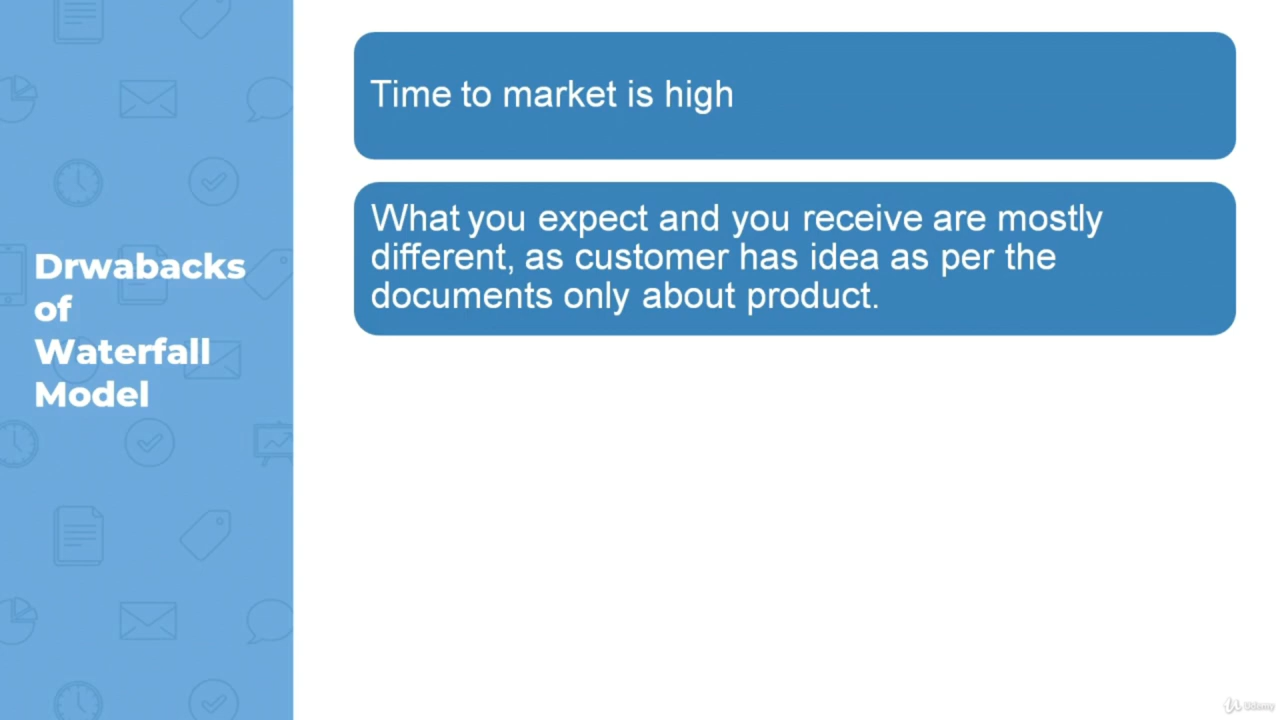 Drwabacks
of
Waterfall
Model
Time to market is high
What you expect and you receive are mostly
different, as customer has idea as per the
documents only about product.
Udemy